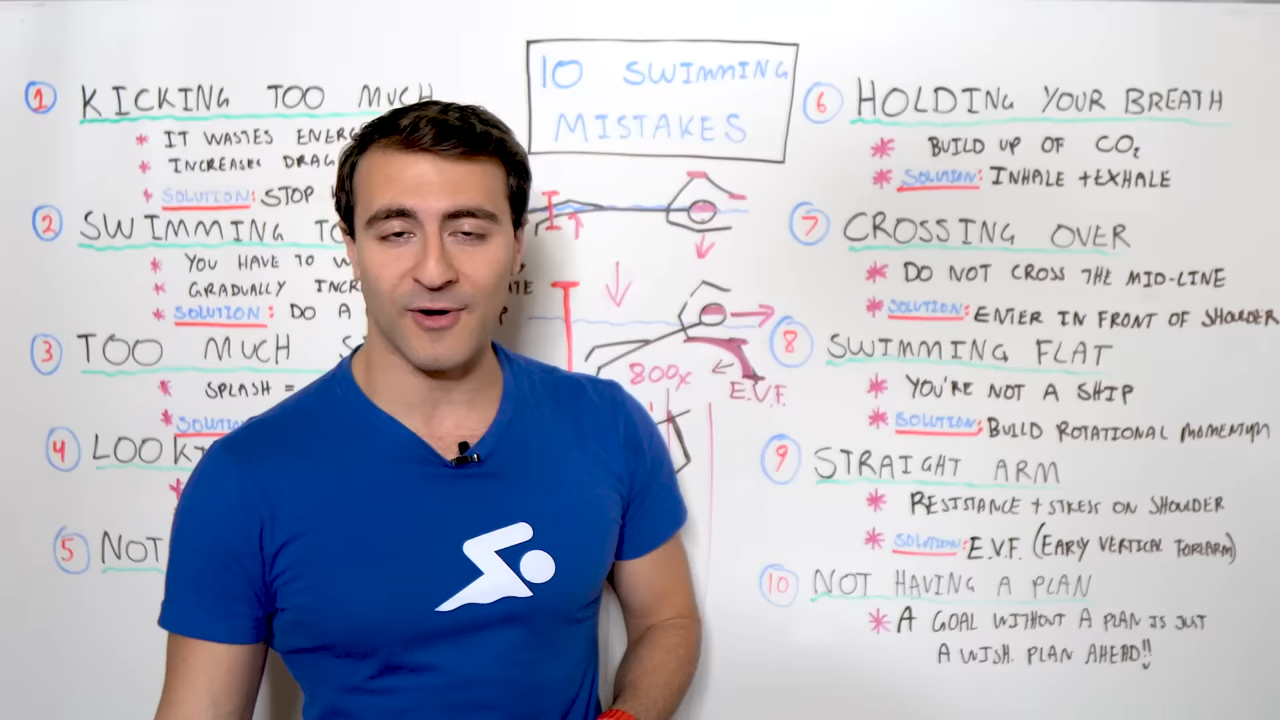 10 SWIMMING
MISTAKES
1 KICKING TOO MUCH
* IT WASTES ENERG
* INCREASES DRAG
* SOLUTION: STOP
2 SWIMMING TO
* YOU HAVE TO W
* GRADUALLY INCR
* SOLUTION: DO A
3 TOO MUCH S
* SPLASH =
* SOLUTION
4 LOOKI
*
5 NOT
800x
E.V.F.
6 HOLDING YOUR BREATH
* BUILD UP OF CO₂
* SOLUTION: INHALE + EXHALE
7 CROSSING OVER
* DO NOT CROSS THE MID-LINE
* SOLUTION: ENTER IN FRONT OF SHOULDER
8 SWIMMING FLAT
* YOU'RE NOT A SHIP
* SOLUTION: BUILD ROTATIONAL MOMENTUM
9 STRAIGHT ARM
* RESISTANCE + STRESS ON SHOULDER
* SOLUTION: E.V.F. (EARLY VERTICAL FOREARM)
10 NOT HAVING A PLAN
* A GOAL WITHOUT A PLAN IS JUST
A WISH. PLAN AHEAD!!